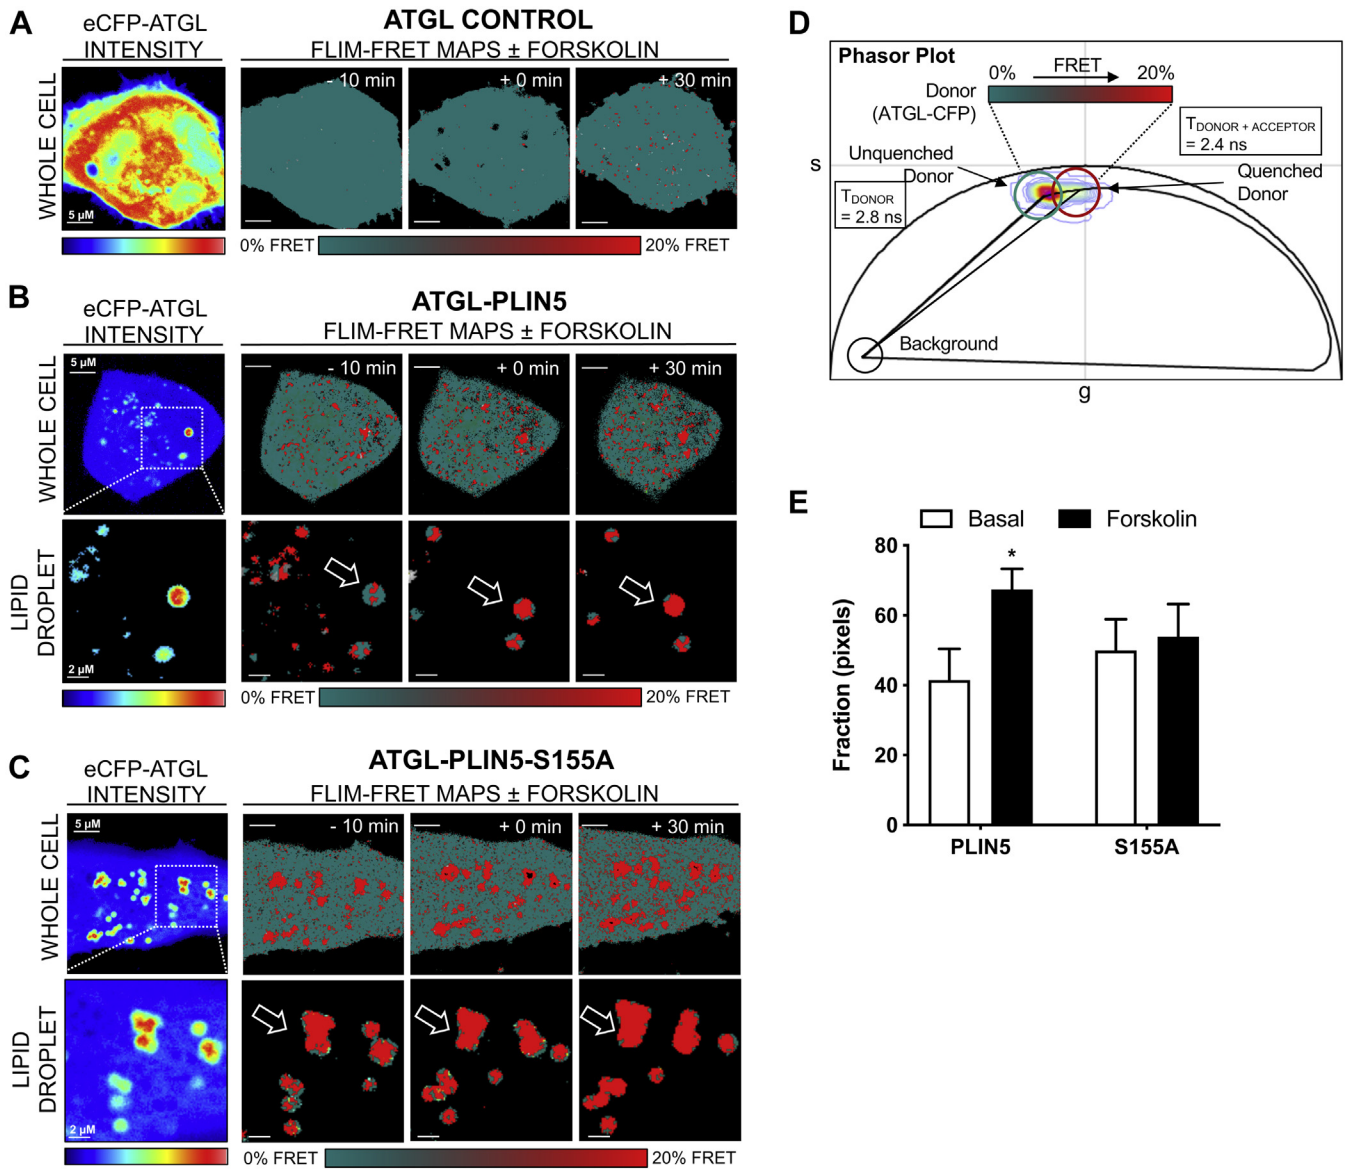 A
eCFP-ATGL
INTENSITY
ATGL CONTROL
FLIM-FRET MAPS ± FORSKOLIN
WHOLE CELL
5 µM
- 10 min
+ 0 min
+ 30 min
0% FRET
20% FRET
B
eCFP-ATGL
INTENSITY
ATGL-PLIN5
FLIM-FRET MAPS ± FORSKOLIN
WHOLE CELL
5 µM
- 10 min
+ 0 min
+ 30 min
LIPID
DROPLET
2 µM
0% FRET
20% FRET
C
eCFP-ATGL
INTENSITY
ATGL-PLIN5-S155A
FLIM-FRET MAPS ± FORSKOLIN
WHOLE CELL
5 µM
- 10 min
+ 0 min
+ 30 min
LIPID
DROPLET
2 µM
0% FRET
20% FRET
D
Phasor Plot
0% FRET 20%
Donor
(ATGL-CFP)
TDONOR + ACCEPTOR
= 2.4 ns
Unquenched
Donor
Quenched
Donor
TDONOR
= 2.8 ns
s
Background
g
E
Basal
Forskolin
Fraction (pixels)
80
60
40
20
0
*
PLIN5
S155A